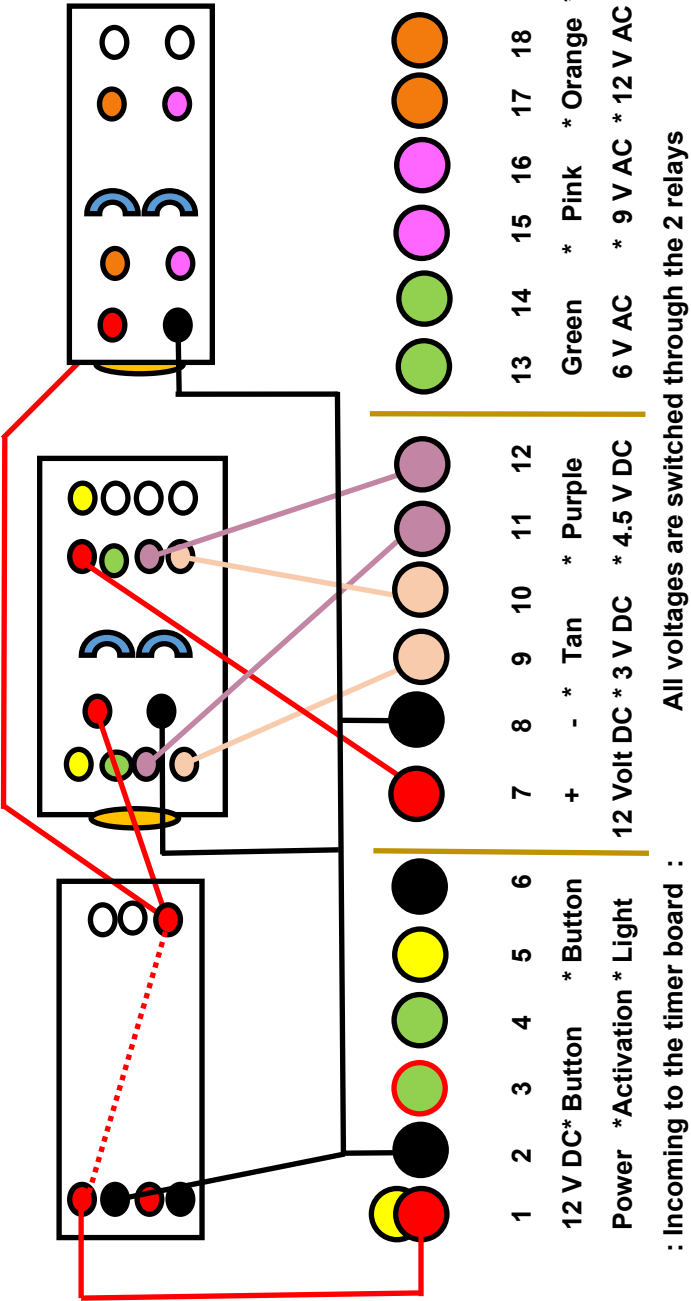 1 2 3 4 5 6 7 8 9 10 11 12 13 14 15 16 17 18
12 V DC* Button * Button + - * Tan * Purple Green * Pink * Orange *
Power *Activation * Light 12 Volt DC * 3 V DC * 4.5 V DC 6 V AC * 9 V AC * 12 V AC
: Incoming to the timer board : All voltages are switched through the 2 relays